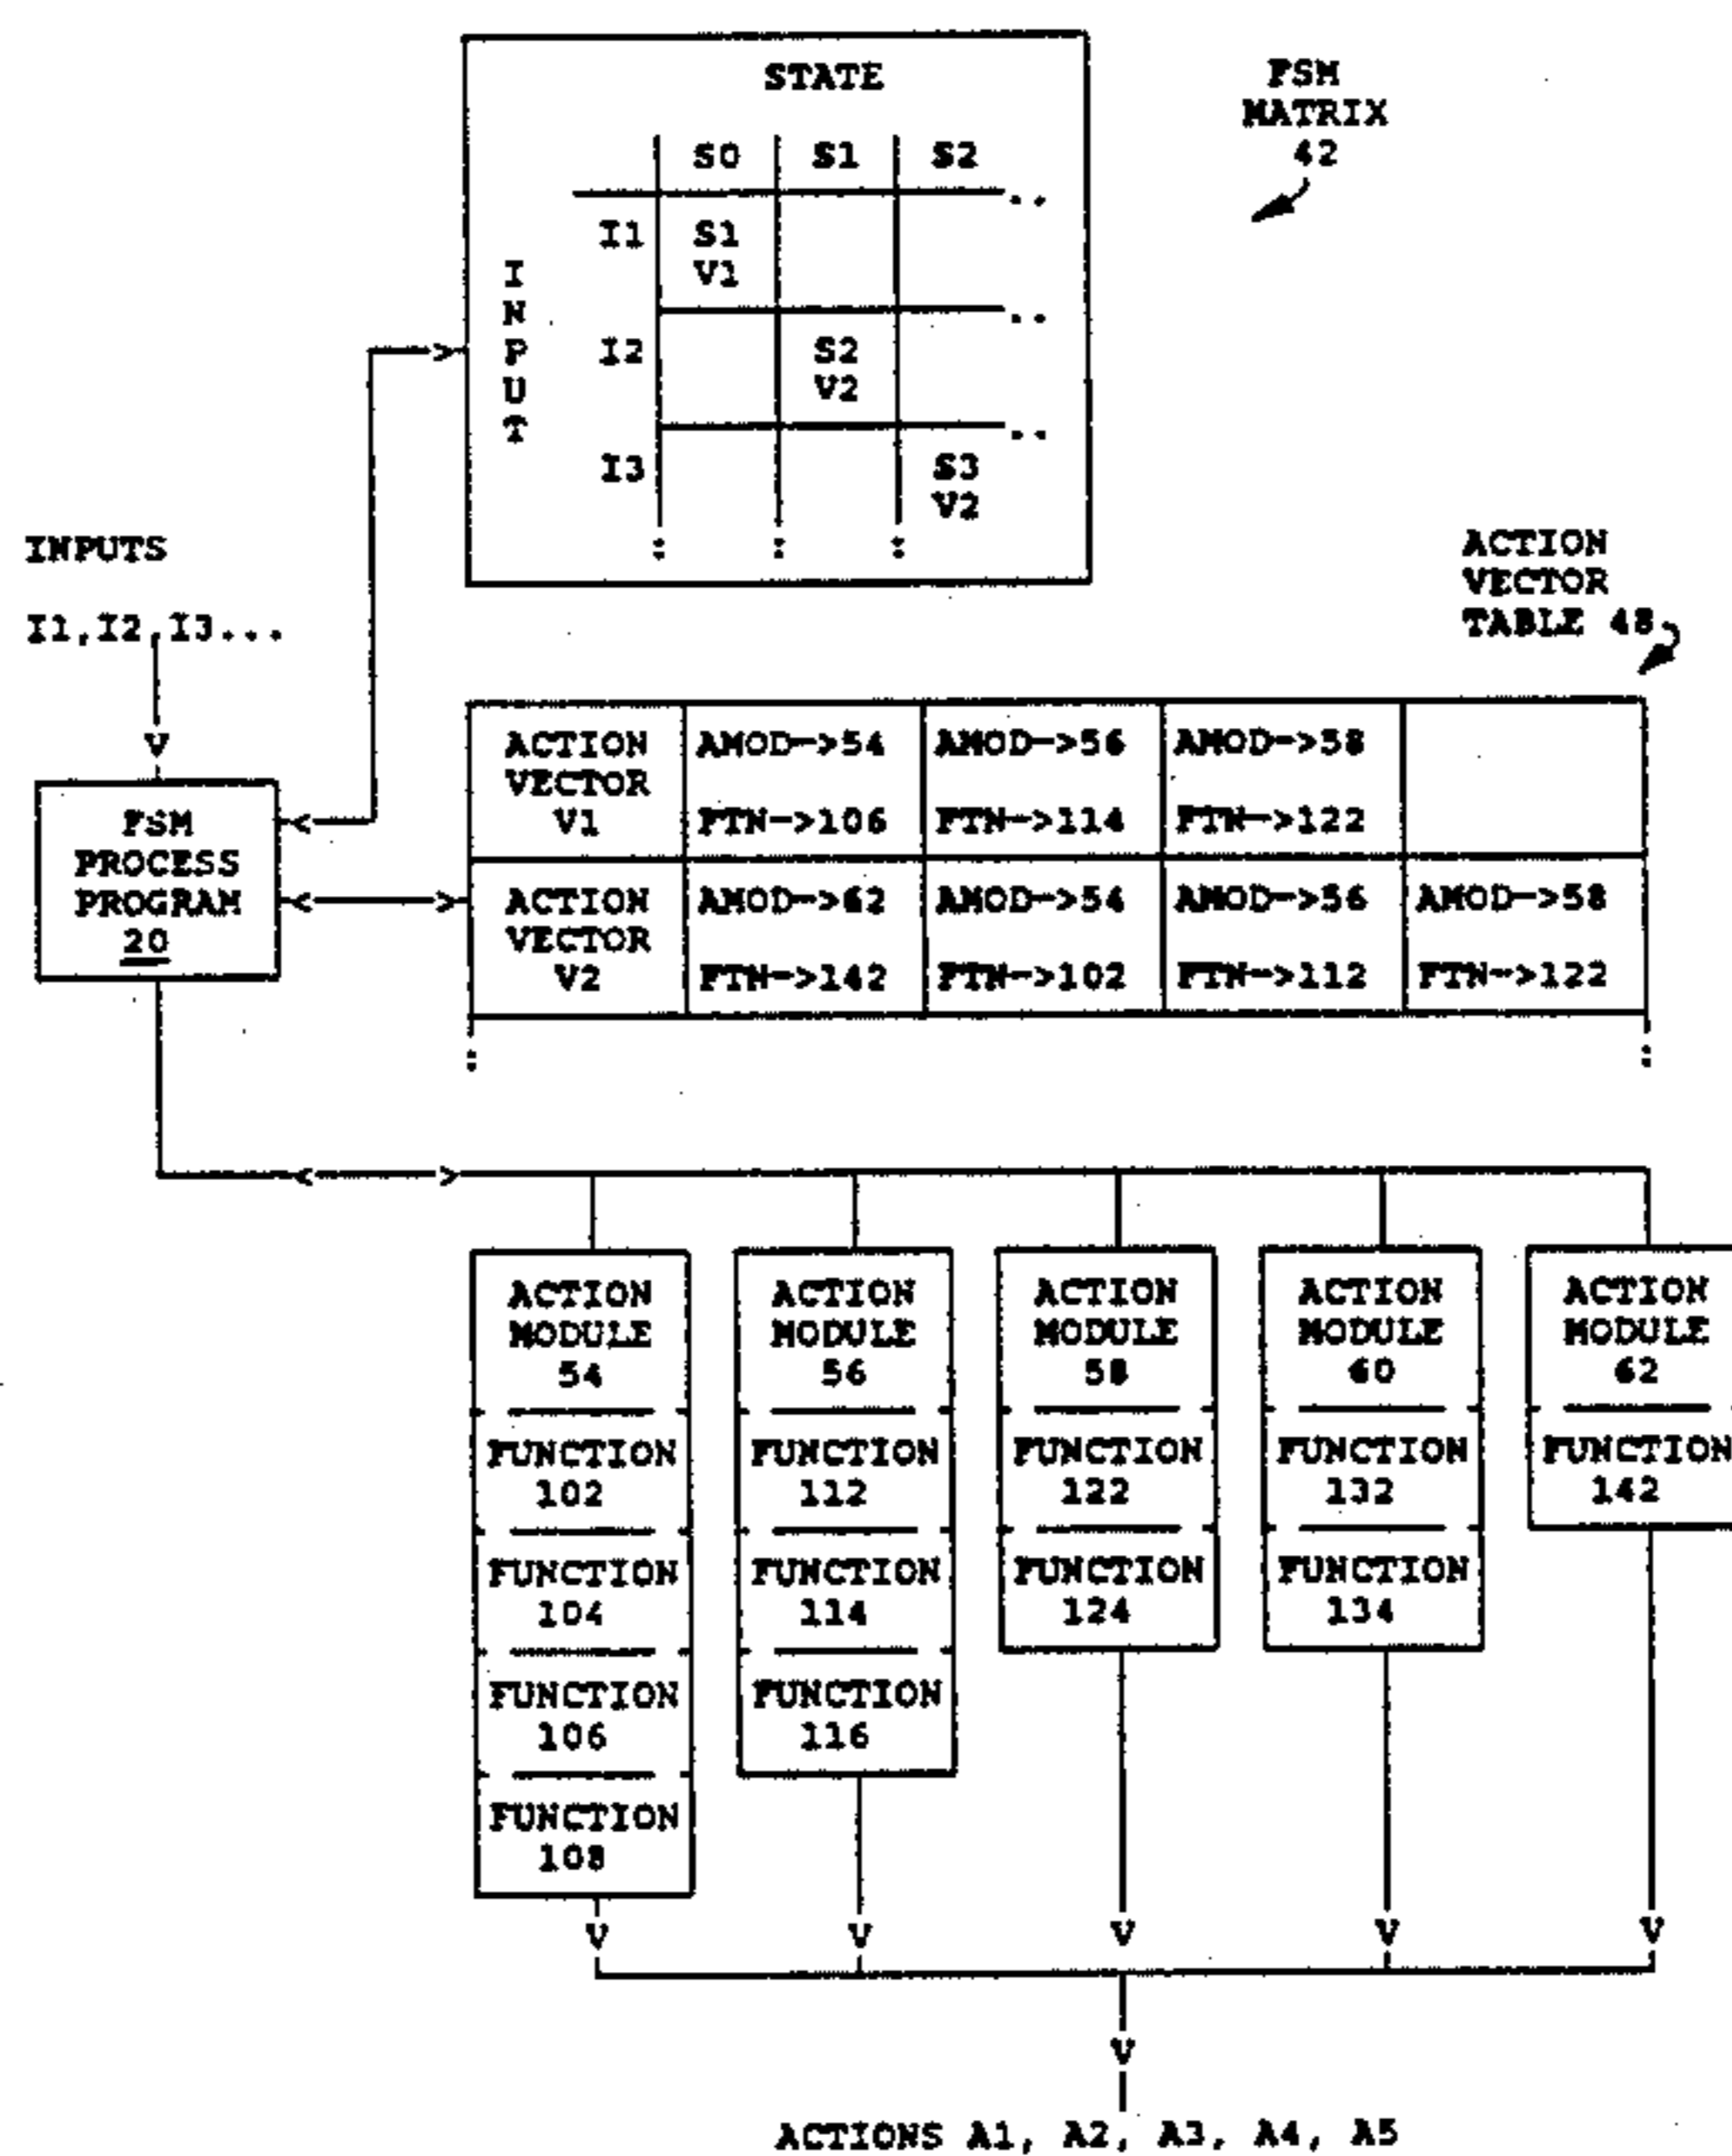 STATE
FSM
MATRIX
42
S0 S1 S2
I1 S1
V1
INPUT
I2 S2
V2
I3 S3
V2
INPUTS
I1,I2,I3...
ACTION
VECTOR
TABLE 48
FSM
PROCESS
PROGRAM
20
ACTION AMOD->54 AMOD->56 AMOD->58
VECTOR
V1 FTN->106 FTN->114 FTN->122
ACTION AMOD->62 AMOD->54 AMOD->56 AMOD->58
VECTOR
V2 FTN->142 FTN->102 FTN->112 FTN->122
ACTION
MODULE
54
FUNCTION
102
FUNCTION
104
FUNCTION
106
FUNCTION
108
ACTION
MODULE
56
FUNCTION
112
FUNCTION
114
FUNCTION
116
ACTION
MODULE
58
FUNCTION
122
FUNCTION
124
ACTION
MODULE
60
FUNCTION
132
FUNCTION
134
ACTION
MODULE
62
FUNCTION
142
ACTIONS A1, A2, A3, A4, A5